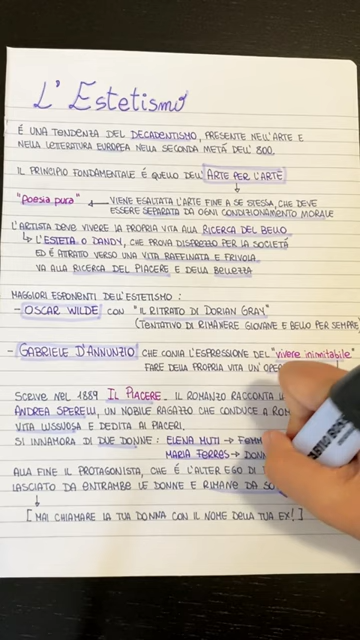 L'Estetismo
É UNA TENDENZA DEL DECADENTISMO, PRESENTE NELL'ARTE E
NELLA LETTERATURA EUROPEA NELLA SECONDA METÁ DELL' 800.
IL PRINCIPIO FONDAMENTALE É QUELLO DELL'ARTE PER L'ARTE
"Poesia pura" ← VIENE ESALTATA L'ARTE FINE A SE STESSA, CHE DEVE
ESSERE SEPARATA DA OGNI CONDIZIONAMENTO MORALE
L'ARTISTA DEVE VIVERE LA PROPRIA VITA ALLA RICERCA DEL BELLO
↳ L'ESTETA O DANDY, CHE PROVA DISPREZZO PER LA SOCIETÁ
ED É ATTRATO VERSO UNA VITA RAFFINATA E FRIVOLA
VA ALLA RICERCA DEL PIACERE E DELLA BELLEZZA
MAGGIORI ESPONENTI DELL'ESTETISMO :
- OSCAR WILDE CON "IL RITRATTO DI DORIAN GRAY"
(TENTATIVO DI RIMANERE GIOVANE E BELLO PER SEMPRE)
- GABRIELE D'ANNUNZIO CHE CONIA L'ESPRESSIONE DEL "vivere inimitabile"
FARE DELLA PROPRIA VITA UN'OPER
SCRIVE NEL 1889 IL PIACERE. IL ROMANZO RACCONTA
ANDREA SPERELLI, UN NOBILE RAGAZZO CHE CONDUCE A ROM
VITA LUSSUOSA E DEDITA AI PIACERI.
SI INNAMORA DI DUE DONNE : ELENA MUTI → FEMM
MARIA FERRES → DONN
ALLA FINE IL PROTAGONISTA, CHE É L'ALTER EGO DI
LASCIATO DA ENTRAMBE LE DONNE E RIMANE DA SO
[MAI CHIAMARE LA TUA DONNA CON IL NOME DELLA TUA EX!]